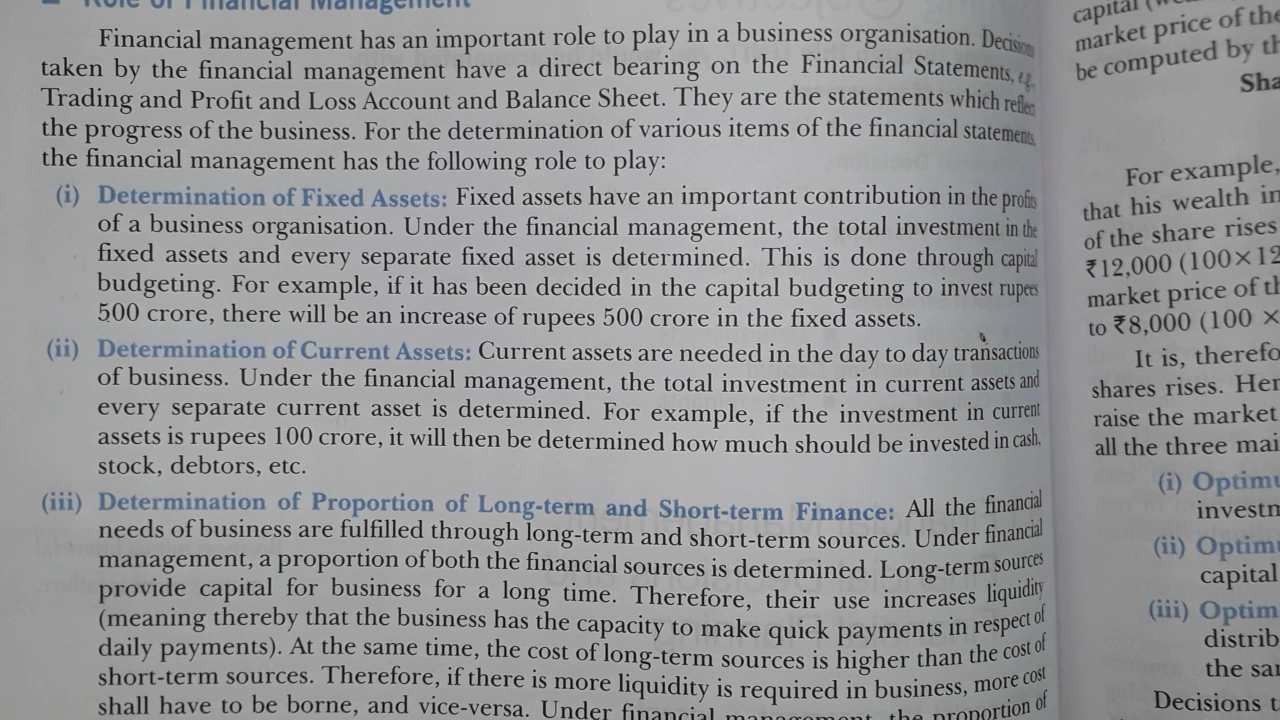 Role of Financial Management
Financial management has an important role to play in a business organisation. Decision
taken by the financial management have a direct bearing on the Financial Statements, e.g.
Trading and Profit and Loss Account and Balance Sheet. They are the statements which reflect
the progress of the business. For the determination of various items of the financial statements,
the financial management has the following role to play:
(i) Determination of Fixed Assets: Fixed assets have an important contribution in the profits
of a business organisation. Under the financial management, the total investment in the
fixed assets and every separate fixed asset is determined. This is done through capital
budgeting. For example, if it has been decided in the capital budgeting to invest rupees
500 crore, there will be an increase of rupees 500 crore in the fixed assets.
(ii) Determination of Current Assets: Current assets are needed in the day to day transactions
of business. Under the financial management, the total investment in current assets and
every separate current asset is determined. For example, if the investment in current
assets is rupees 100 crore, it will then be determined how much should be invested in cash,
stock, debtors, etc.
(iii) Determination of Proportion of Long-term and Short-term Finance: All the financial
needs of business are fulfilled through long-term and short-term sources. Under financial
management, a proportion of both the financial sources is determined. Long-term sources
provide capital for business for a long time. Therefore, their use increases liquidity
(meaning thereby that the business has the capacity to make quick payments in respect of
daily payments). At the same time, the cost of long-term sources is higher than the cost of
short-term sources. Therefore, if there is more liquidity is required in business, more cost
shall have to be borne, and vice-versa. Under financial management, the proportion of
capital
market price of the
be computed by th
Sha
For example,
that his wealth in
of the share rises
₹12,000 (100×12
market price of th
to ₹8,000 (100 ×
It is, therefo
shares rises. Her
raise the market
all the three mai
(i) Optimu
investm
(ii) Optimu
capital
(iii) Optim
distrib
the sa
Decisions t